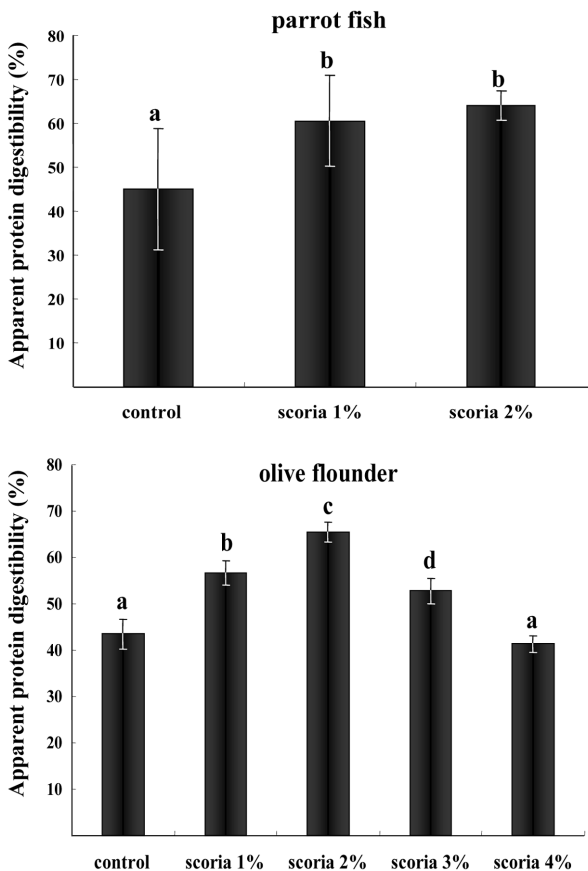 parrot fish
Apparent protein digestibility (%)
80
70
60
50
40
30
20
10
a
b
b
control
scoria 1%
scoria 2%
olive flounder
Apparent protein digestibility (%)
80
70
60
50
40
30
20
10
a
b
c
d
a
control
scoria 1%
scoria 2%
scoria 3%
scoria 4%